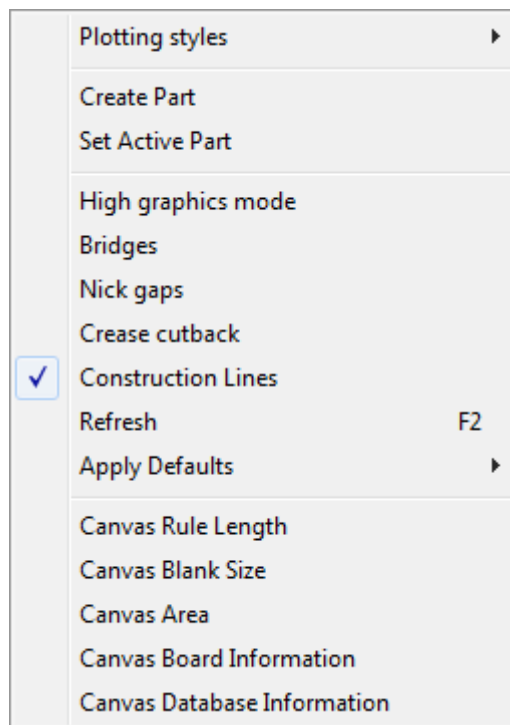 Plotting styles
Create Part
Set Active Part
High graphics mode
Bridges
Nick gaps
Crease cutback
Construction Lines
Refresh F2
Apply Defaults
Canvas Rule Length
Canvas Blank Size
Canvas Area
Canvas Board Information
Canvas Database Information